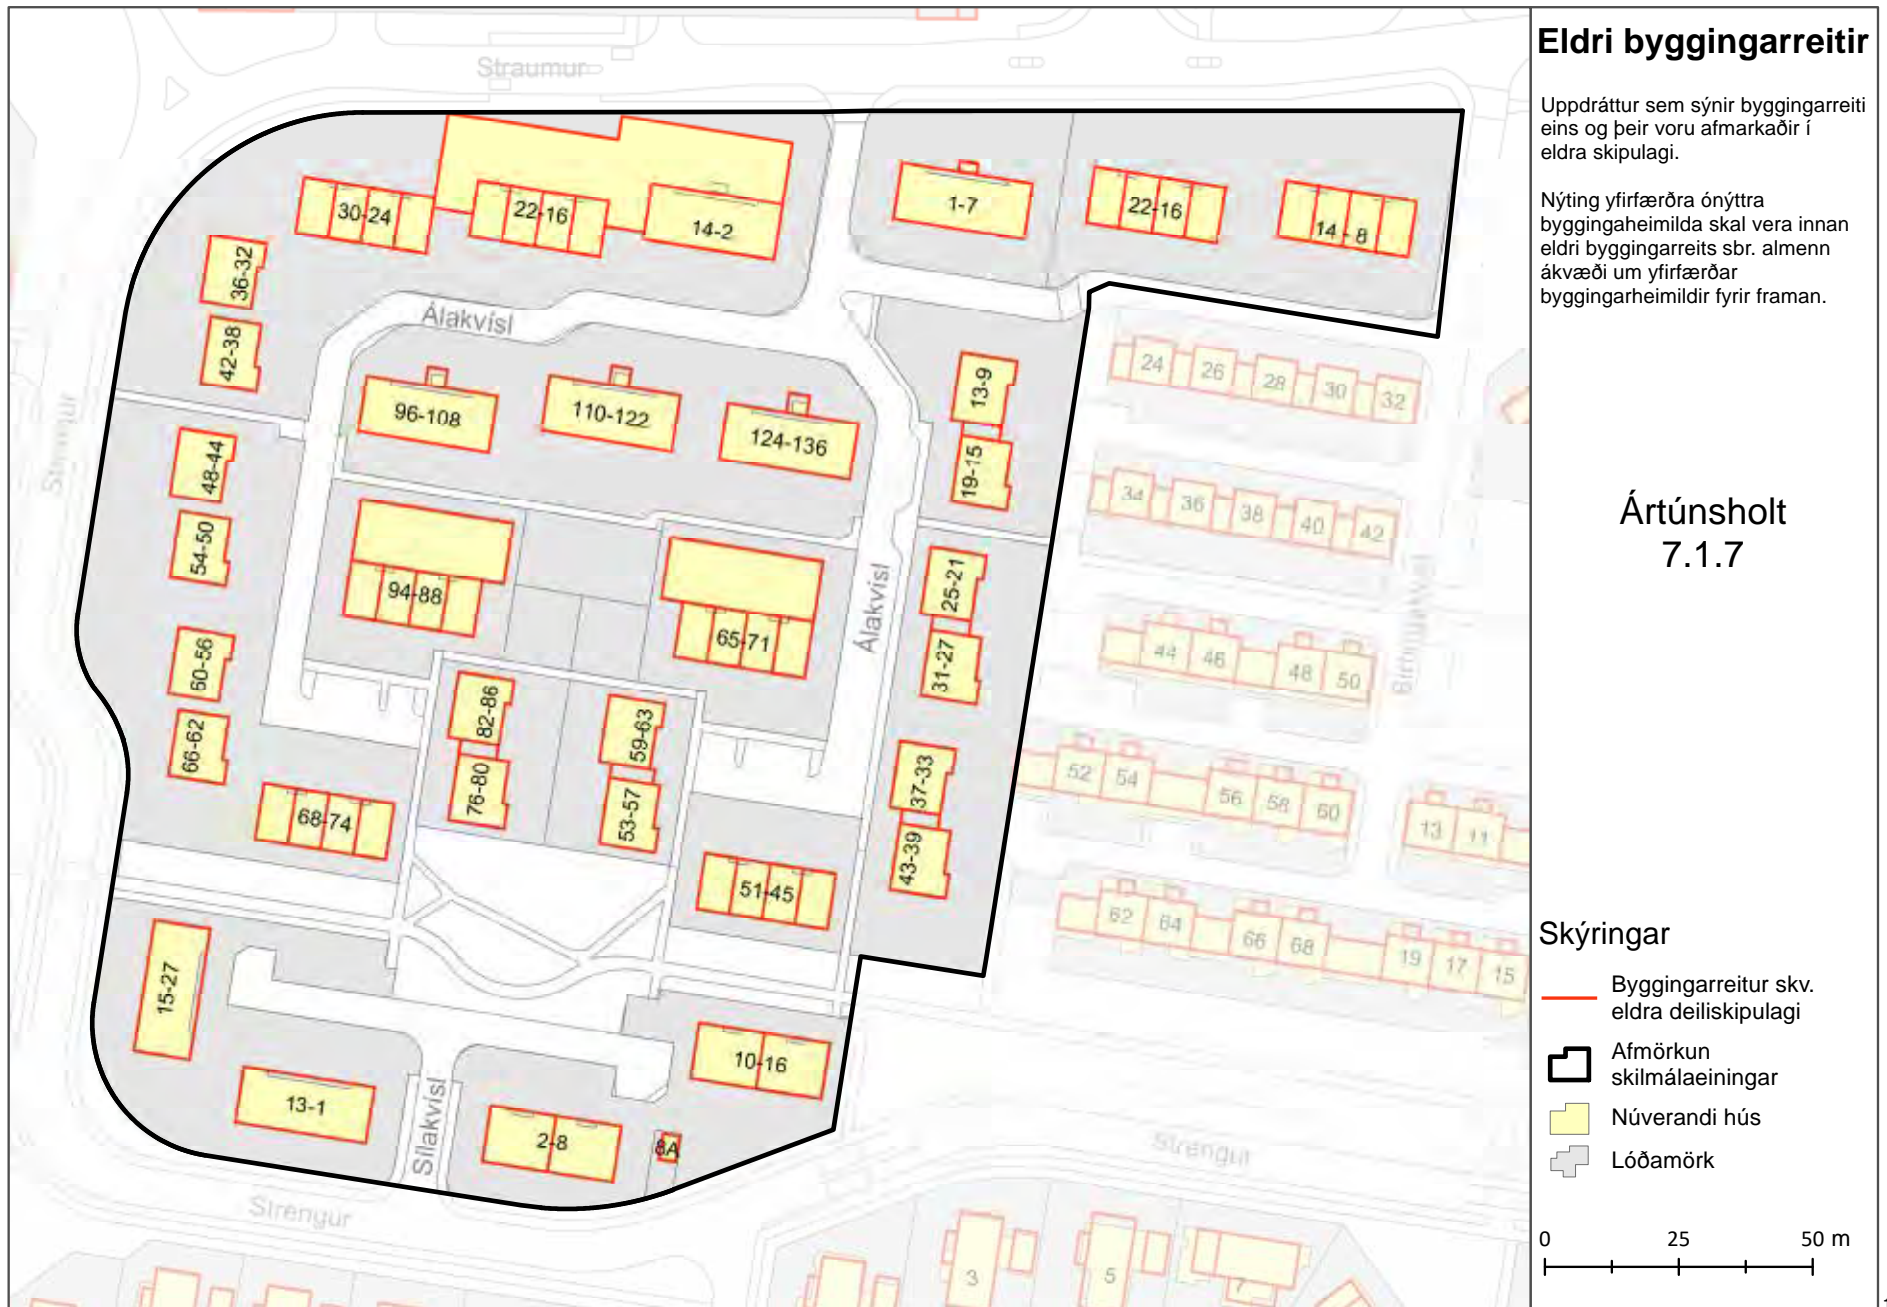 Eldri byggingarreitir
Uppdráttur sem sýnir byggingarreiti
eins og þeir voru afmarkaðir í
eldra skipulagi.
Nýting yfirfærðra ónýttra
byggingaheimilda skal vera innan
eldri byggingarreits sbr. almenn
ákvæði um yfirfærðar
byggingarheimildir fyrir framan.
Ártúnsholt
7.1.7
Skýringar
Byggingarreitur skv.
eldra deiliskipulagi
Afmörkun
skilmálaeiningar
Núverandi hús
Lóðamörk
0 25 50 m
Straumur
30-24
22-16
14-2
1-7
22-16
14 - 8
36-32
42-38
Álakvísl
96-108
110-122
124-136
13-9
19-15
24 26 28 30 32
Strengur
48-44
54-50
94-88
65-71
Álakvísl
25-21
31-27
34 36 38 40 42
60-56
66-62
82-86
76-80
59-63
53-57
44 46 48 50
68-74
51-45
37-33
43-39
52 54 56 58 60
13 11
62 64 66 68 19 17 15
15-27
13-1
Silakvísl
2-8
8A
10-16
Strengur
Strengur
3 5 7